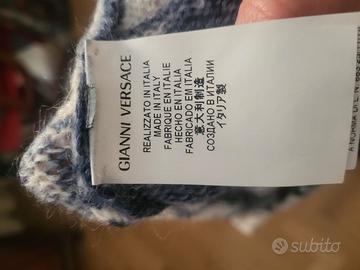 GIANNI VERSACE
REALIZZATO IN ITALIA
MADE IN ITALY
FABRIQUE EN ITALIE
HECHO EN ITALIA
FABRICADO EM ITALIA
意大利制造
СОЗДАНО В ИТАЛИИ
イタリア製
subito